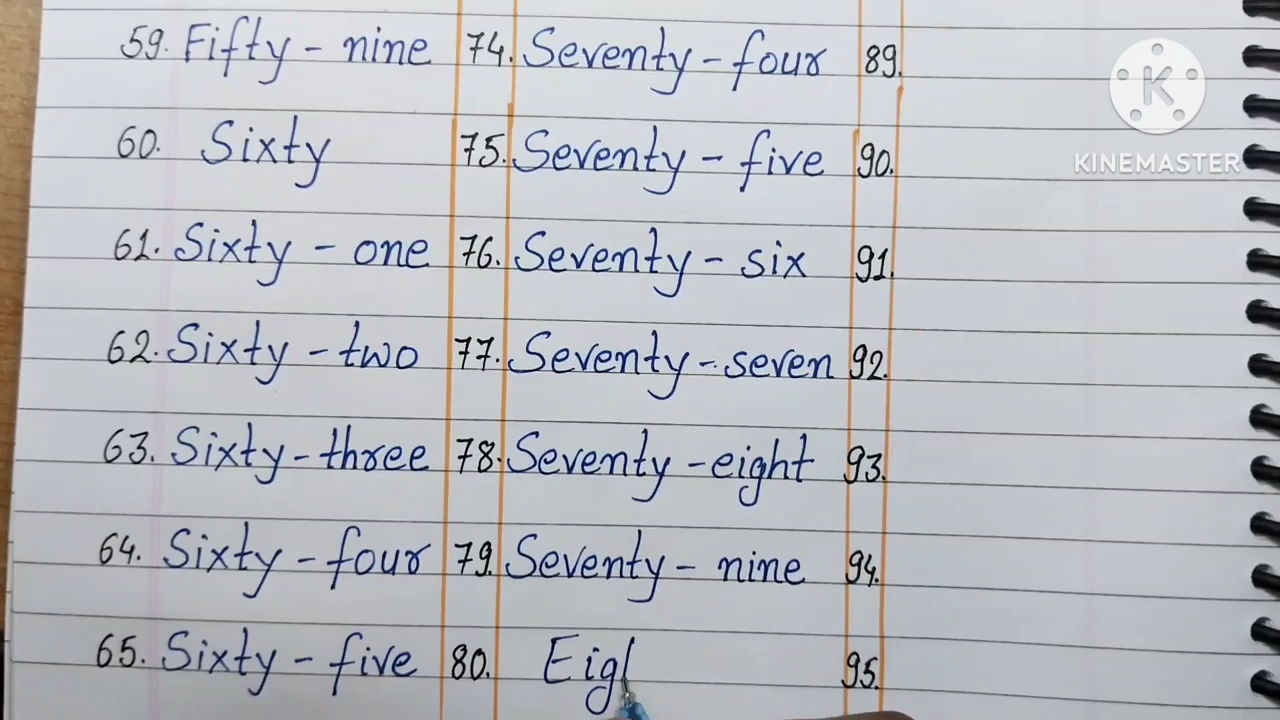 59. Fifty - nine 74. Seventy - four 89.
60. Sixty 75. Seventy - five 90.
61. Sixty - one 76. Seventy - six 91.
62. Sixty - two 77. Seventy - seven 92.
63. Sixty - three 78. Seventy - eight 93.
64. Sixty - four 79. Seventy - nine 94.
65. Sixty - five 80. Eigl 95.
K
KINEMASTER